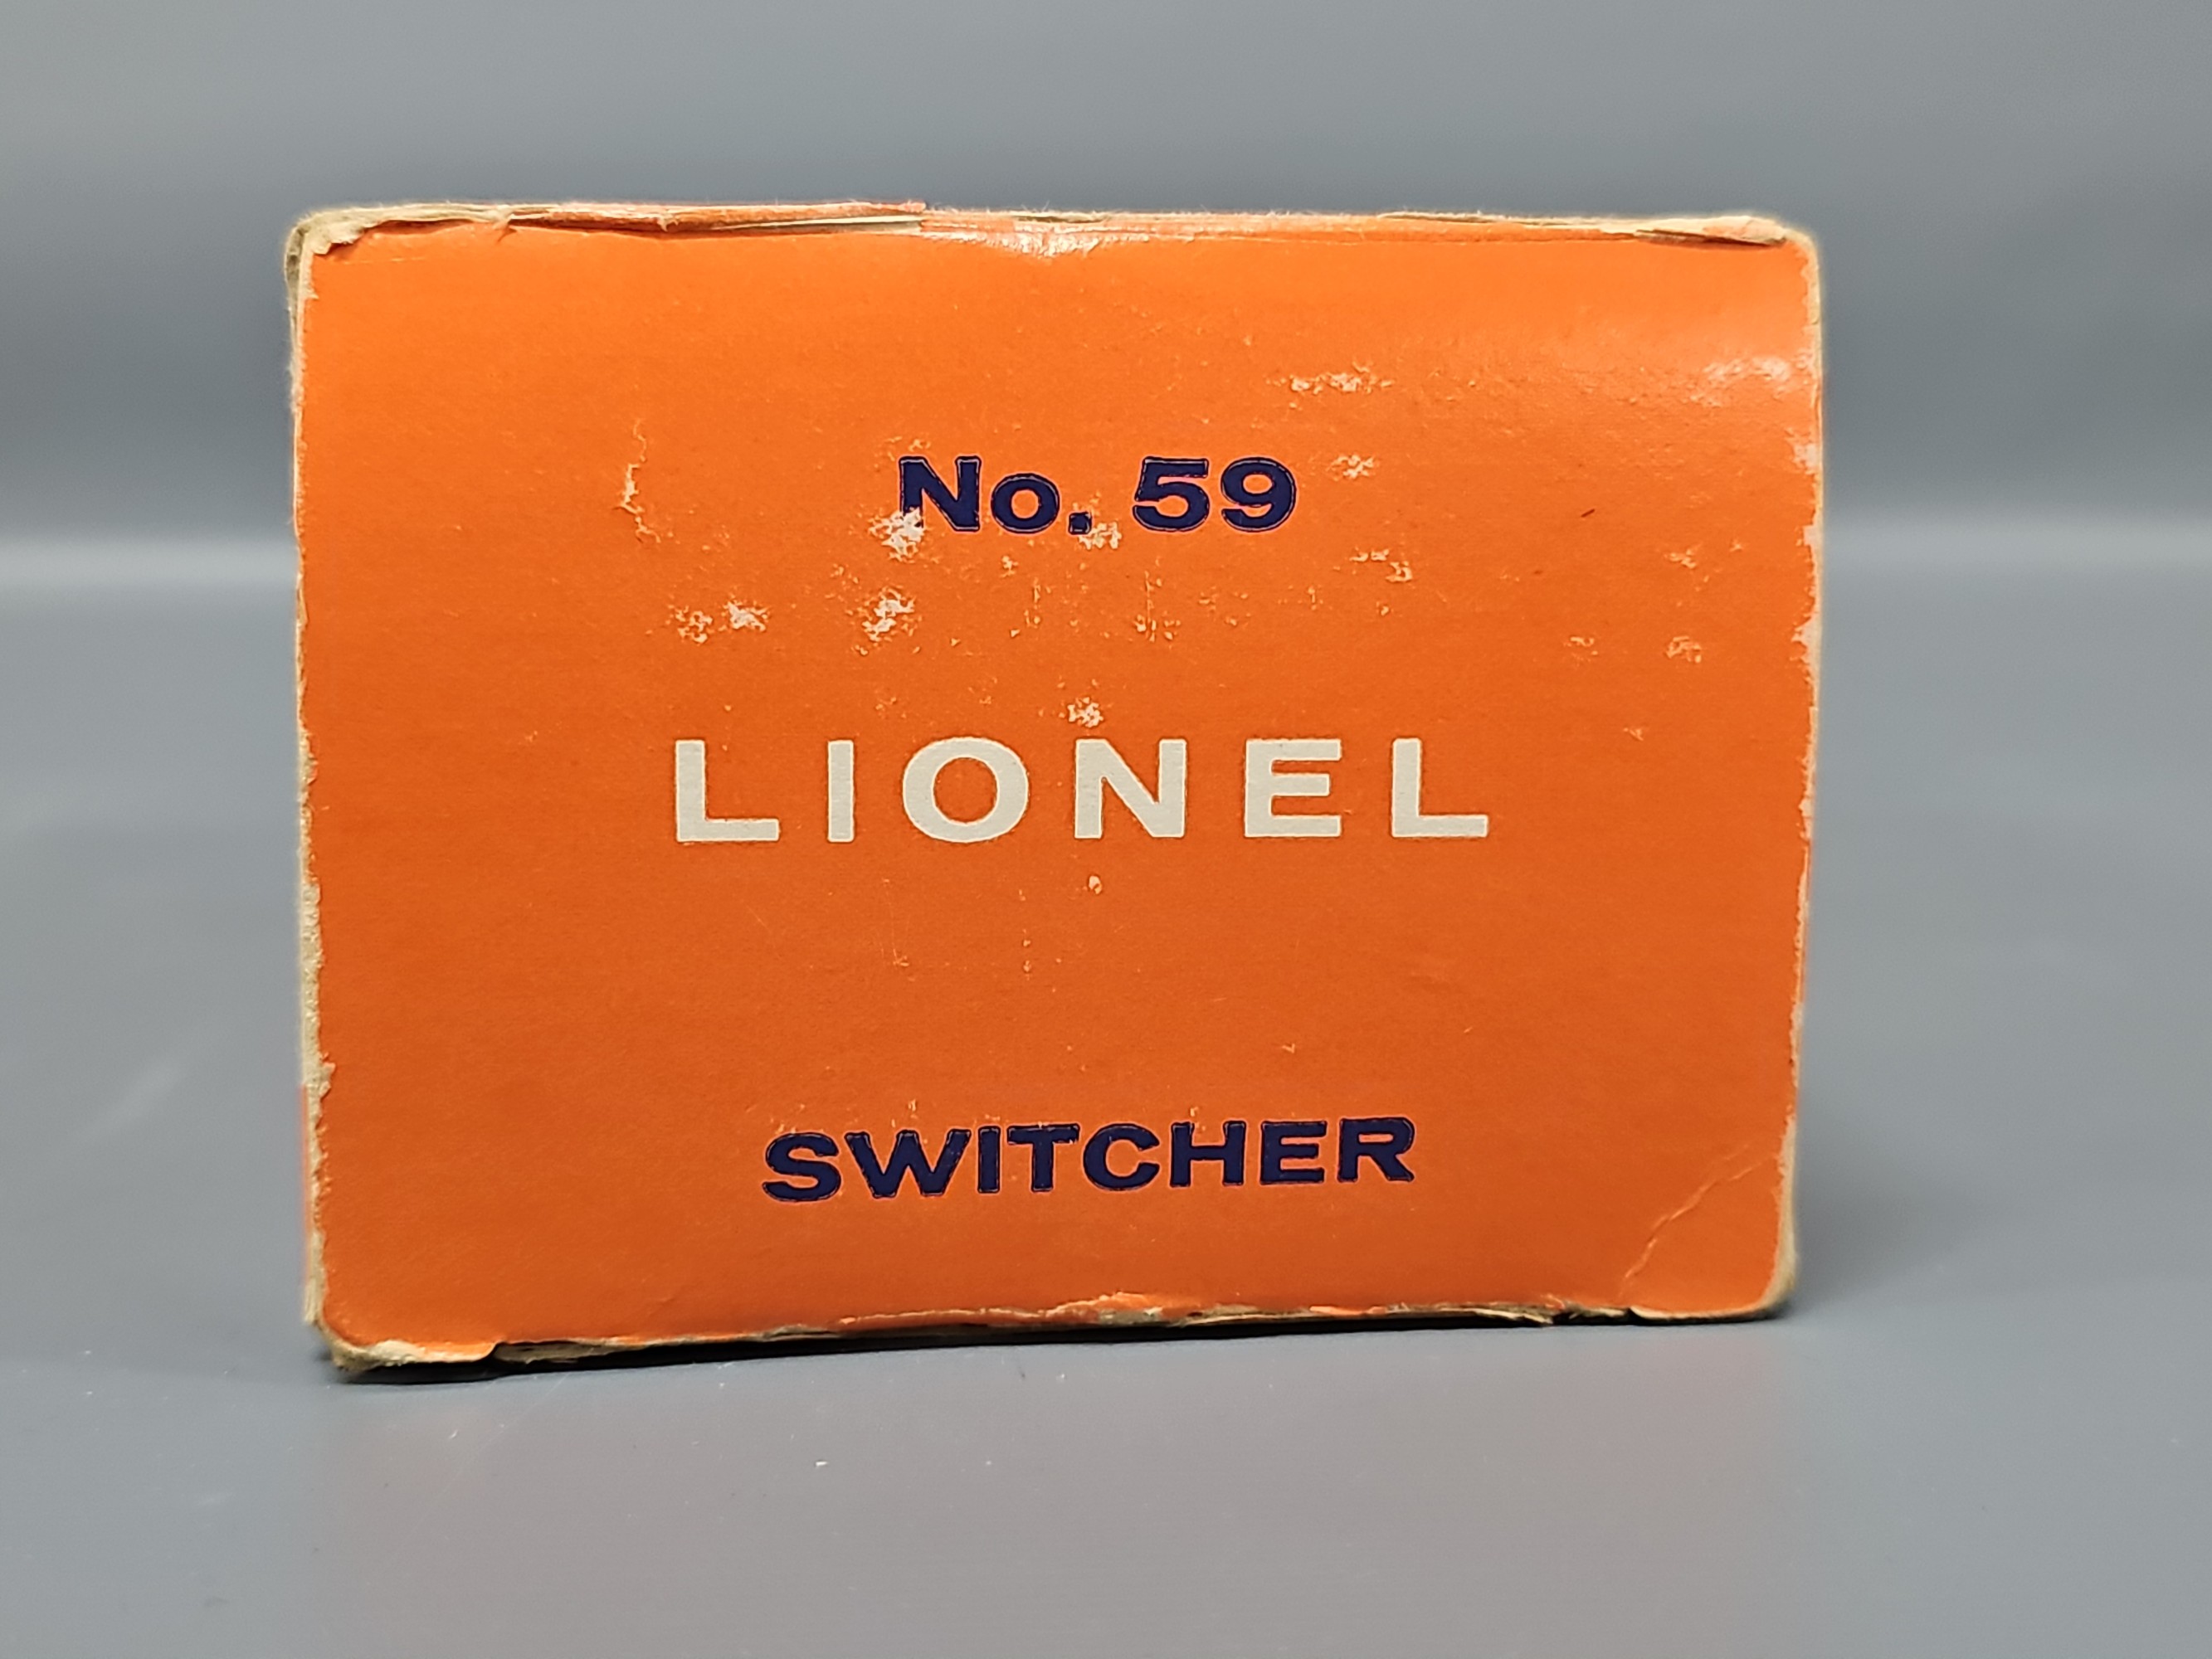 No. 59
LIONEL
SWITCHER